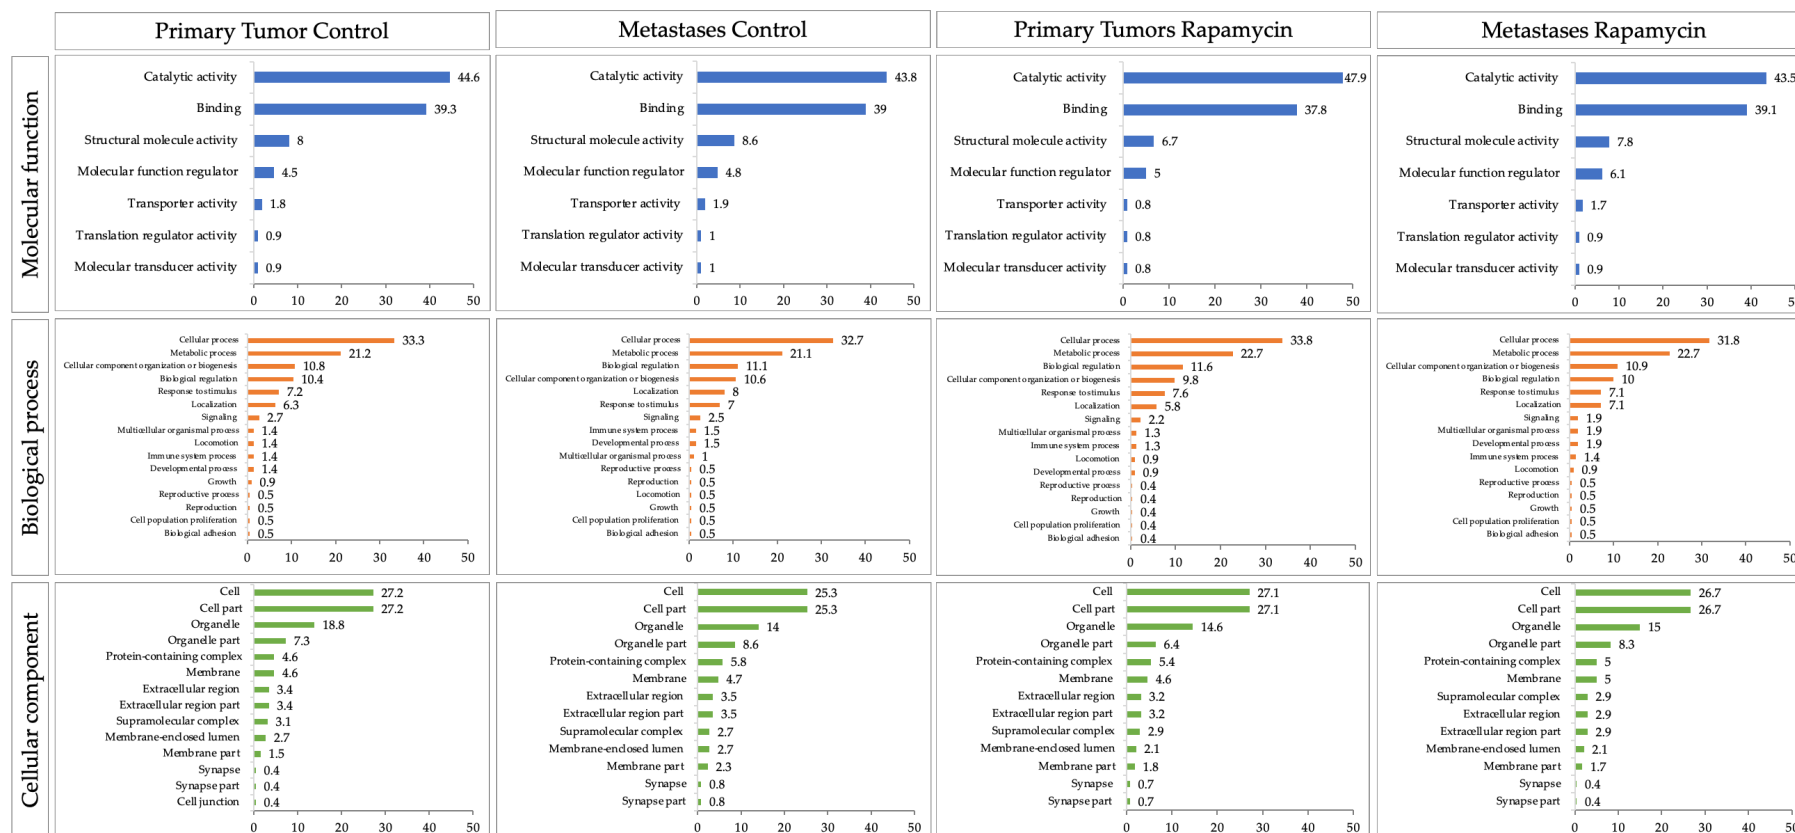 Primary Tumor Control
Metastases Control
Primary Tumors Rapamycin
Metastases Rapamycin
Molecular function
Catalytic activity 44.6
Binding 39.3
Structural molecule activity 8
Molecular function regulator 4.5
Transporter activity 1.8
Translation regulator activity 0.9
Molecular transducer activity 0.9
0 10 20 30 40 50
Catalytic activity 43.8
Binding 39
Structural molecule activity 8.6
Molecular function regulator 4.8
Transporter activity 1.9
Translation regulator activity 1
Molecular transducer activity 1
0 10 20 30 40 50
Catalytic activity 47.9
Binding 37.8
Structural molecule activity 6.7
Molecular function regulator 5
Transporter activity 0.8
Translation regulator activity 0.8
Molecular transducer activity 0.8
0 10 20 30 40 50
Catalytic activity 43.5
Binding 39.1
Structural molecule activity 7.8
Molecular function regulator 6.1
Transporter activity 1.7
Translation regulator activity 0.9
Molecular transducer activity 0.9
0 10 20 30 40 50
Biological process
Cellular process 33.3
Metabolic process 21.2
Cellular component organization or biogenesis 10.8
Biological regulation 10.4
Response to stimulus 7.2
Localization 6.3
Signaling 2.7
Multicellular organismal process 1.4
Locomotion 1.4
Immune system process 1.4
Developmental process 1.4
Growth 0.9
Reproductive process 0.5
Reproduction 0.5
Cell population proliferation 0.5
Biological adhesion 0.5
0 10 20 30 40 50
Cellular process 32.7
Metabolic process 21.1
Biological regulation 11.1
Cellular component organization or biogenesis 10.6
Localization 8
Response to stimulus 7
Signaling 2.5
Immune system process 1.5
Developmental process 1.5
Multicellular organismal process 1
Reproductive process 0.5
Reproduction 0.5
Locomotion 0.5
Growth 0.5
Cell population proliferation 0.5
Biological adhesion 0.5
0 10 20 30 40 50
Cellular process 33.8
Metabolic process 22.7
Biological regulation 11.6
Cellular component organization or biogenesis 9.8
Response to stimulus 7.6
Localization 5.8
Signaling 2.2
Multicellular organismal process 1.3
Immune system process 1.3
Locomotion 0.9
Developmental process 0.9
Reproductive process 0.4
Reproduction 0.4
Growth 0.4
Cell population proliferation 0.4
Biological adhesion 0.4
0 10 20 30 40 50
Cellular process 31.8
Metabolic process 22.7
Cellular component organization or biogenesis 10.9
Biological regulation 10
Response to stimulus 7.1
Localization 7.1
Signaling 1.9
Multicellular organismal process 1.9
Developmental process 1.9
Immune system process 1.4
Locomotion 0.9
Reproductive process 0.5
Reproduction 0.5
Growth 0.5
Cell population proliferation 0.5
Biological adhesion 0.5
0 10 20 30 40 50
Cellular component
Cell 27.2
Cell part 27.2
Organelle 18.8
Organelle part 7.3
Protein-containing complex 4.6
Membrane 4.6
Extracellular region 3.4
Extracellular region part 3.4
Supramolecular complex 3.1
Membrane-enclosed lumen 2.7
Membrane part 1.5
Synapse 0.4
Synapse part 0.4
Cell junction 0.4
0 10 20 30 40 50
Cell 25.3
Cell part 25.3
Organelle 14
Organelle part 8.6
Protein-containing complex 5.8
Membrane 4.7
Extracellular region 3.5
Extracellular region part 3.5
Supramolecular complex 2.7
Membrane-enclosed lumen 2.7
Membrane part 2.3
Synapse 0.8
Synapse part 0.8
0 10 20 30 40 50
Cell 27.1
Cell part 27.1
Organelle 14.6
Organelle part 6.4
Protein-containing complex 5.4
Membrane 4.6
Extracellular region 3.2
Extracellular region part 3.2
Supramolecular complex 2.9
Membrane-enclosed lumen 2.1
Membrane part 1.8
Synapse 0.7
Synapse part 0.7
0 10 20 30 40 50
Cell 26.7
Cell part 26.7
Organelle 15
Organelle part 8.3
Protein-containing complex 5
Membrane 5
Supramolecular complex 2.9
Extracellular region 2.9
Extracellular region part 2.9
Membrane-enclosed lumen 2.1
Membrane part 1.7
Synapse 0.4
Synapse part 0.4
0 10 20 30 40 50